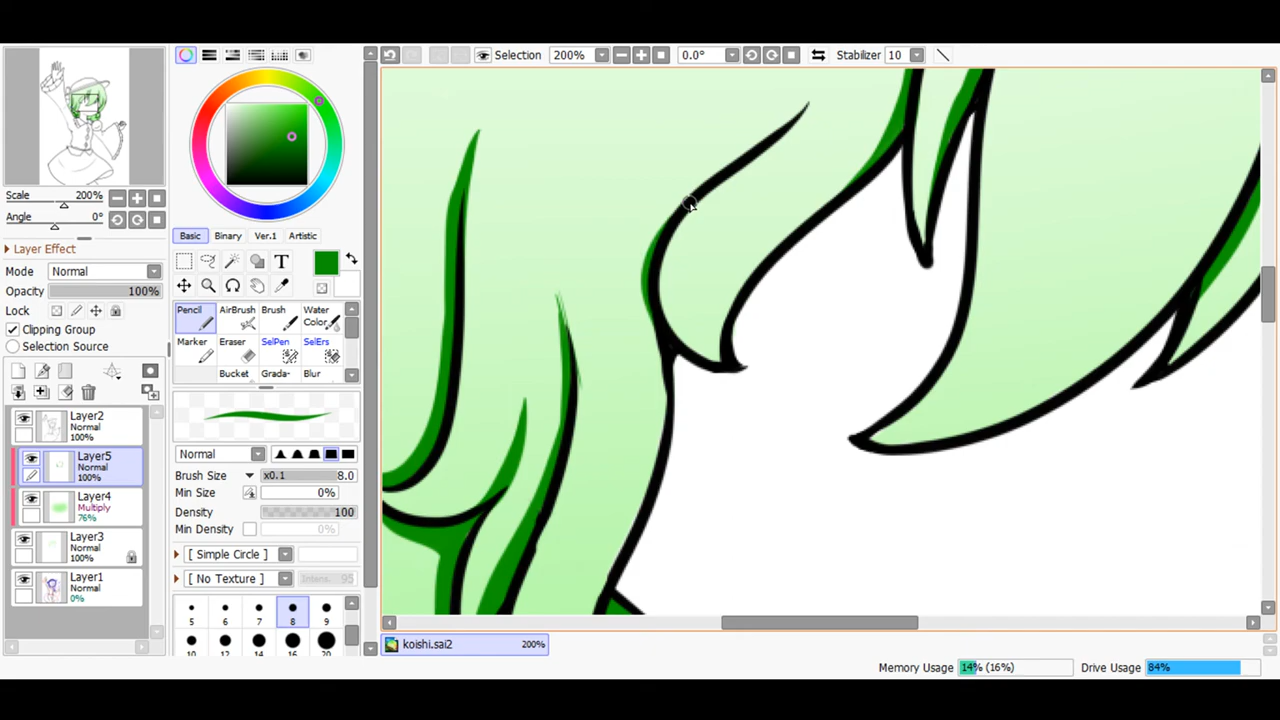 Selection 200% 0.0° Stabilizer 10
Scale 200%
Angle 0°
Layer Effect
Mode Normal
Opacity 100%
Lock
Clipping Group
Selection Source
Layer2
Normal
100%
Layer5
Normal
100%
Layer4
Multiply
76%
Layer3
Normal
100%
Layer1
Normal
0%
Basic Binary Ver.1 Artistic
T
Pencil AirBrush Brush Water Color
Marker Eraser SelPen SelErs
Bucket Grada- Blur
Normal
Brush Size x0.1 8.0
Min Size 0%
Density 100
Min Density 0%
[ Simple Circle ]
[ No Texture ] Intens. 95
5 6 7 8 9
10 12 14 16 20
koishi.sai2 200%
Memory Usage 14% (16%) Drive Usage 84%